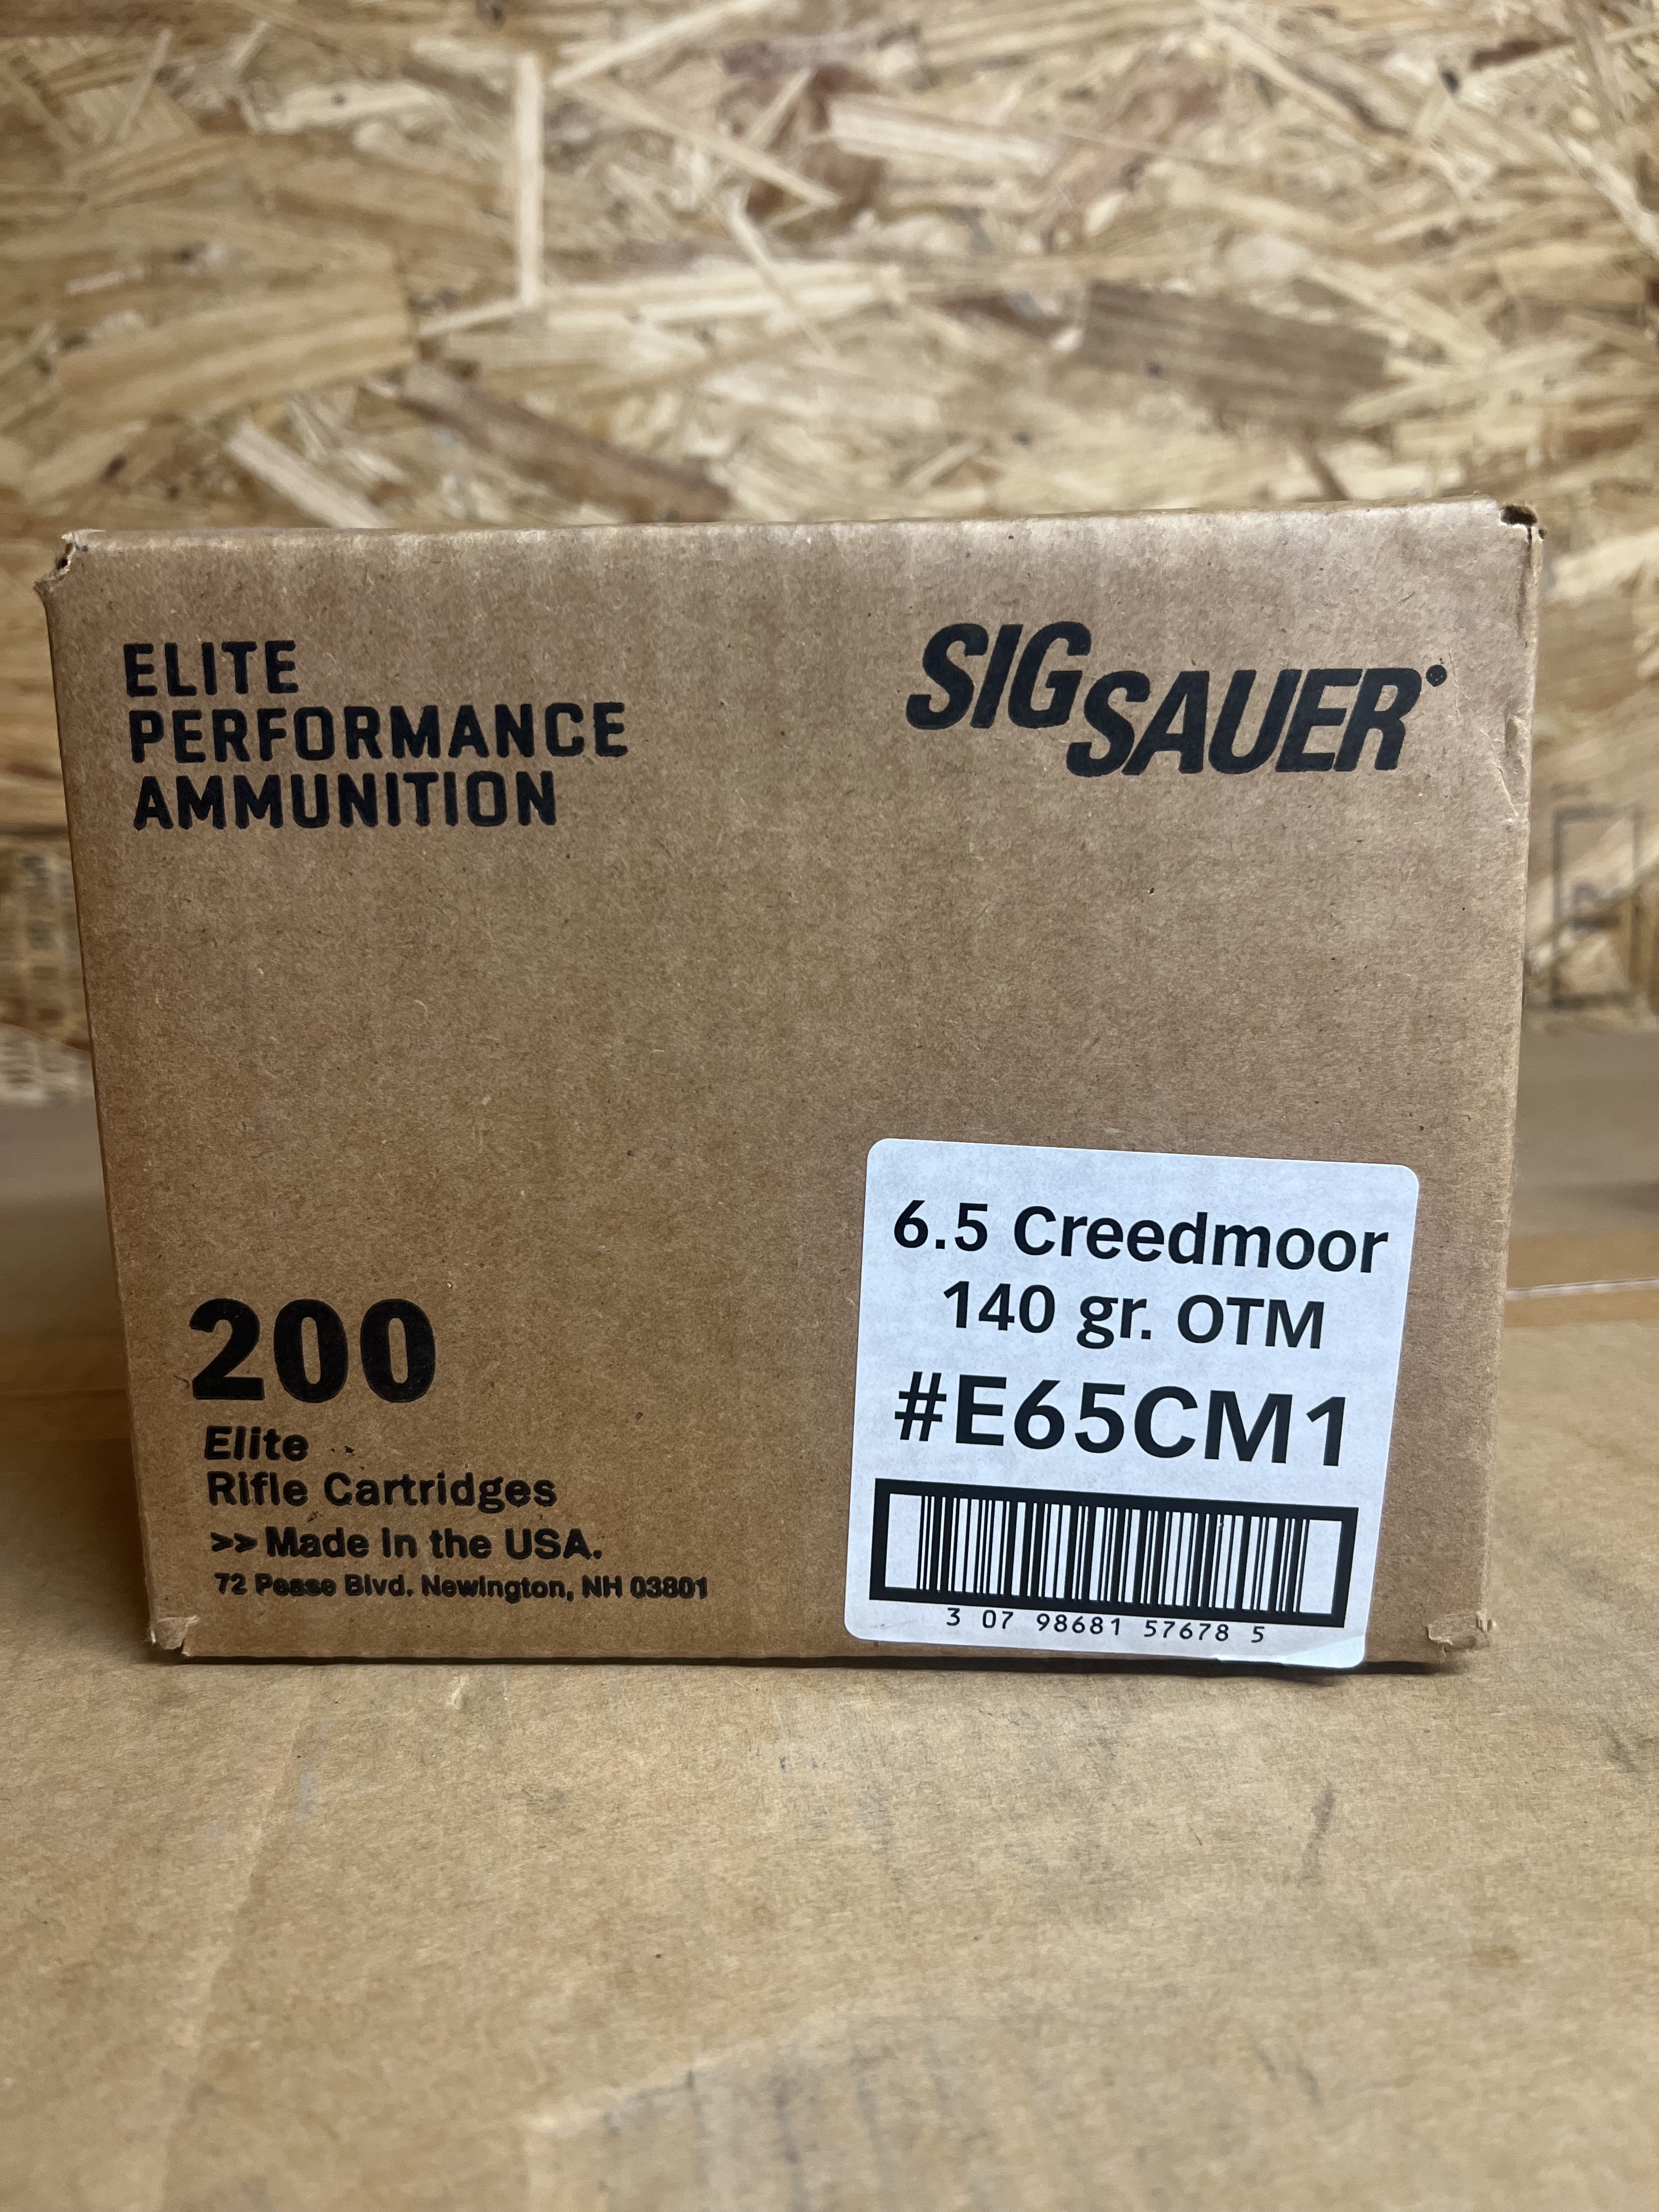 ELITE
PERFORMANCE
AMMUNITION
SIG SAUER
200
Elite
Rifle Cartridges
>> Made in the USA.
72 Pease Blvd. Newington, NH 03801
6.5 Creedmoor
140 gr. OTM
#E65CM1
3 07 98681 57678 5